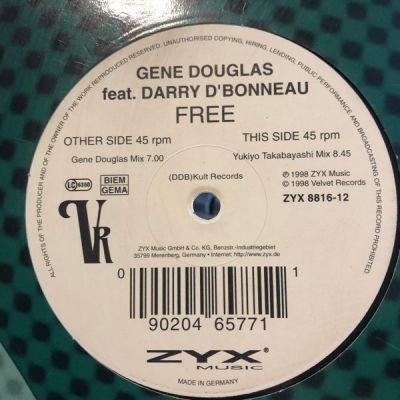 ALL RIGHTS OF THE PRODUCER AND OF THE OWNER OF THE WORK REPRODUCED RESERVED. UNAUTHORISED COPYING, HIRING, LENDING, PUBLIC PERFORMANCE AND BROADCASTING OF THIS RECORD PROHIBITED
GENE DOUGLAS
feat. DARRY D'BONNEAU
FREE
OTHER SIDE 45 rpm
THIS SIDE 45 rpm
Gene Douglas Mix 7.00
Yukiyo Takabayashi Mix 8.45
LC 6350
BIEM
GEMA
(DDB)Kult Records
℗ 1998 ZYX Music
© 1998 Velvet Records
ZYX 8816-12
VR
ZYX Music GmbH & Co. KG, Benzstr.-Industriegebiet
35799 Merenberg, Germany • Internet: http://www.zyx.de
0 90204 65771 1
ZYX®
MUSIC
MADE IN GERMANY